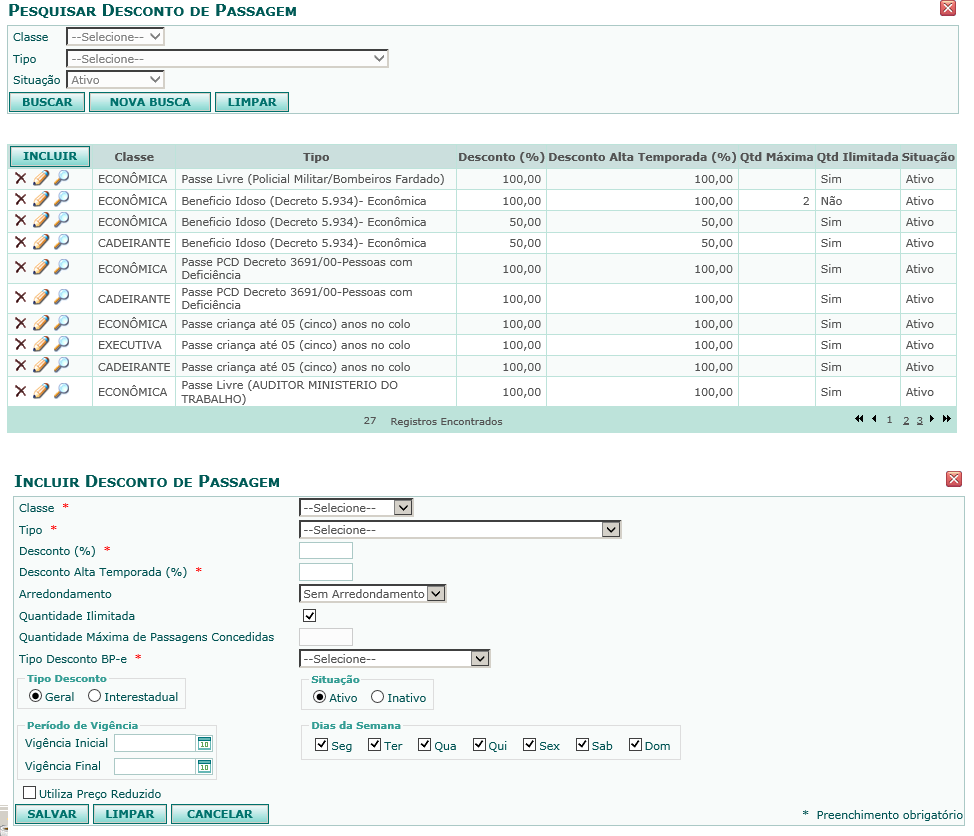 PESQUISAR DESCONTO DE PASSAGEM
Classe --Selecione--
Tipo --Selecione--
Situação Ativo
BUSCAR NOVA BUSCA LIMPAR
INCLUIR Classe Tipo Desconto (%) Desconto Alta Temporada (%) Qtd Máxima Qtd Ilimitada Situação
ECONÔMICA Passe Livre (Policial Militar/Bombeiros Fardado) 100,00 100,00 Sim Ativo
ECONÔMICA Beneficio Idoso (Decreto 5.934)- Econômica 100,00 100,00 2 Não Ativo
ECONÔMICA Beneficio Idoso (Decreto 5.934)- Econômica 50,00 50,00 Sim Ativo
CADEIRANTE Beneficio Idoso (Decreto 5.934)- Econômica 50,00 50,00 Sim Ativo
ECONÔMICA Passe PCD Decreto 3691/00-Pessoas com Deficiência 100,00 100,00 Sim Ativo
CADEIRANTE Passe PCD Decreto 3691/00-Pessoas com Deficiência 100,00 100,00 Sim Ativo
ECONÔMICA Passe criança até 05 (cinco) anos no colo 100,00 100,00 Sim Ativo
EXECUTIVA Passe criança até 05 (cinco) anos no colo 100,00 100,00 Sim Ativo
CADEIRANTE Passe criança até 05 (cinco) anos no colo 100,00 100,00 Sim Ativo
ECONÔMICA Passe Livre (AUDITOR MINISTERIO DO TRABALHO) 100,00 100,00 Sim Ativo
27 Registros Encontrados 1 2 3
INCLUIR DESCONTO DE PASSAGEM
Classe * --Selecione--
Tipo * --Selecione--
Desconto (%) *
Desconto Alta Temporada (%) *
Arredondamento Sem Arredondamento
Quantidade Ilimitada
Quantidade Máxima de Passagens Concedidas
Tipo Desconto BP-e * --Selecione--
Tipo Desconto Situação
Geral Interestadual Ativo Inativo
Período de Vigência Dias da Semana
Vigência Inicial 10 Seg Ter Qua Qui Sex Sab Dom
Vigência Final 10
Utiliza Preço Reduzido
SALVAR LIMPAR CANCELAR * Preenchimento obrigatório